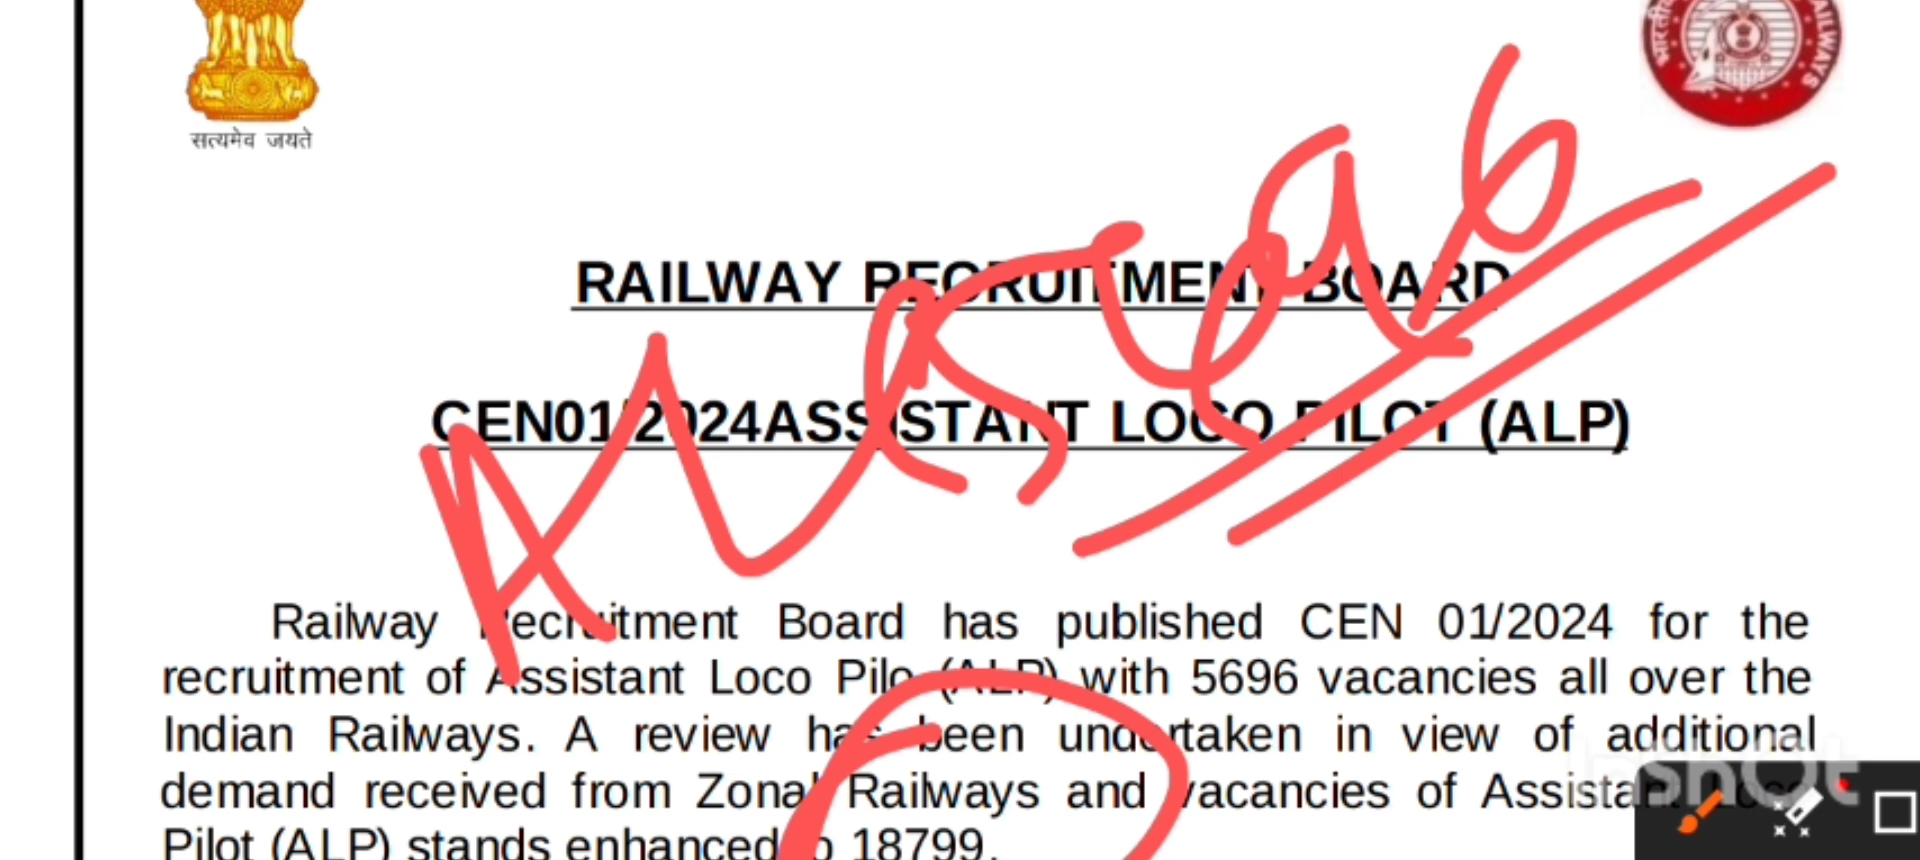 सत्यमेव जयते
RAILWAY RECRUITMENT BOARD
CEN01/2024ASSISTANT LOCO PILOT (ALP)
Railway Recruitment Board has published CEN 01/2024 for the
recruitment of Assistant Loco Pilot (ALP) with 5696 vacancies all over the
Indian Railways. A review has been undertaken in view of additional
demand received from Zonal Railways and vacancies of Assistant Loco
Pilot (ALP) stands enhanced to 18799.
InShOt